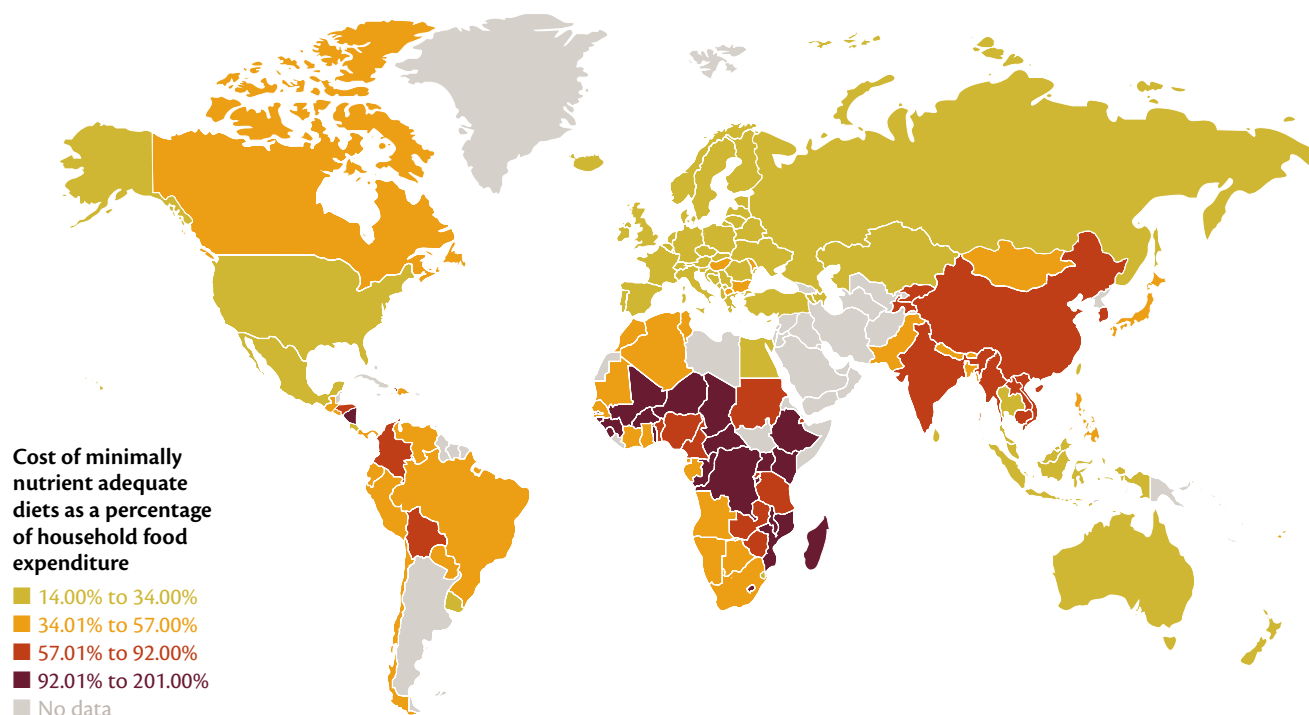 Cost of minimally
nutrient adequate
diets as a percentage
of household food
expenditure
14.00% to 34.00%
34.01% to 57.00%
57.01% to 92.00%
92.01% to 201.00%
No data